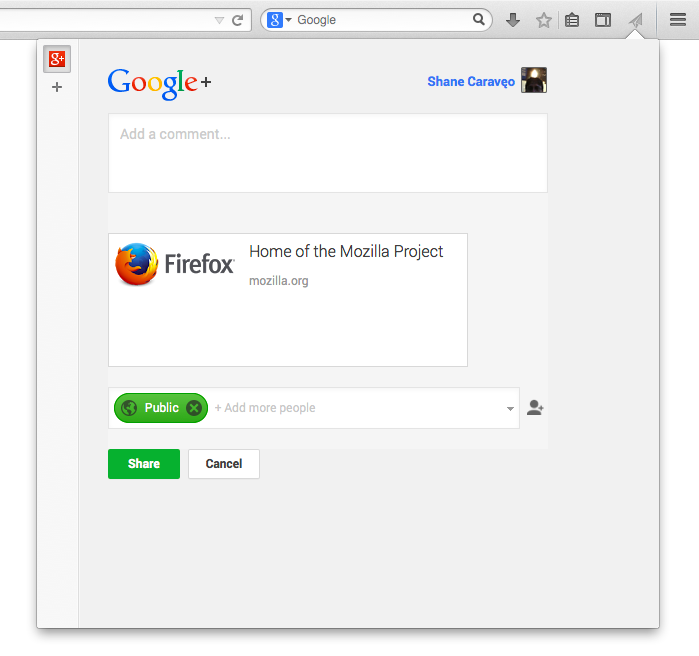 Google
Google+
Shane Caravęo
Add a comment...
Firefox
Home of the Mozilla Project
mozilla.org
Public
+ Add more people
Share
Cancel